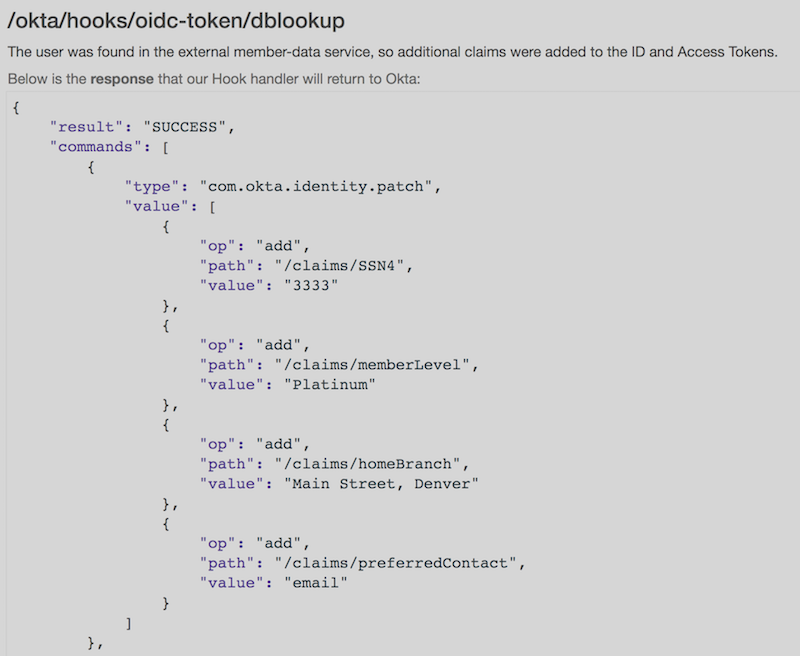 /okta/hooks/oidc-token/dblookup
The user was found in the external member-data service, so additional claims were added to the ID and Access Tokens.
Below is the response that our Hook handler will return to Okta:
{
    "result": "SUCCESS",
    "commands": [
        {
            "type": "com.okta.identity.patch",
            "value": [
                {
                    "op": "add",
                    "path": "/claims/SSN4",
                    "value": "3333"
                },
                {
                    "op": "add",
                    "path": "/claims/memberLevel",
                    "value": "Platinum"
                },
                {
                    "op": "add",
                    "path": "/claims/homeBranch",
                    "value": "Main Street, Denver"
                },
                {
                    "op": "add",
                    "path": "/claims/preferredContact",
                    "value": "email"
                }
            ]
        },